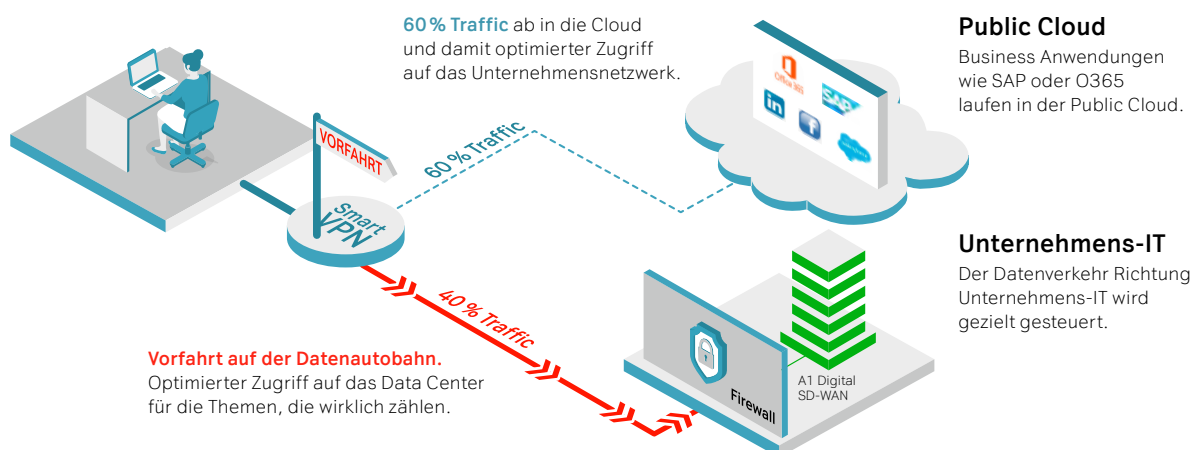 60 % Traffic ab in die Cloud
und damit optimierter Zugriff
auf das Unternehmensnetzwerk.
Public Cloud
Business Anwendungen
wie SAP oder O365
laufen in der Public Cloud.
Office 365
SAP
in
f
VORFAHRT
60 % Traffic
Smart
VPN
Unternehmens-IT
Der Datenverkehr Richtung
Unternehmens-IT wird
gezielt gesteuert.
40 % Traffic
Vorfahrt auf der Datenautobahn.
Optimierter Zugriff auf das Data Center
für die Themen, die wirklich zählen.
Firewall
A1 Digital
SD-WAN